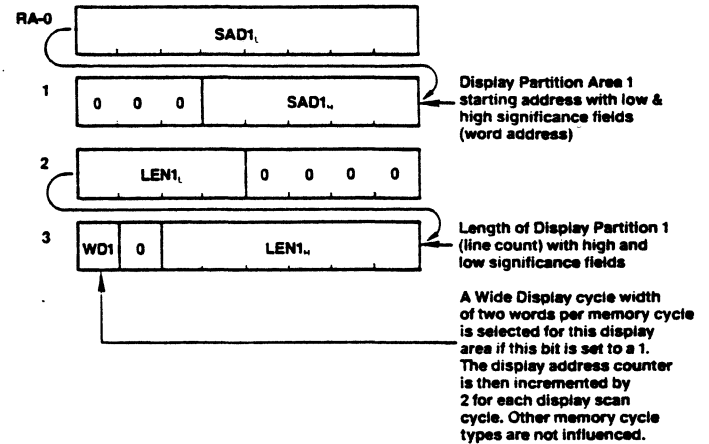 RA-0
SAD1L
1
0 0 0 SAD1H
Display Partition Area 1
starting address with low &
high significance fields
(word address)
2
LEN1L 0 0 0 0
3
WD1 0 LEN1H
Length of Display Partition 1
(line count) with high and
low significance fields
A Wide Display cycle width
of two words per memory cycle
is selected for this display
area if this bit is set to a 1.
The display address counter
is then incremented by
2 for each display scan
cycle. Other memory cycle
types are not influenced.